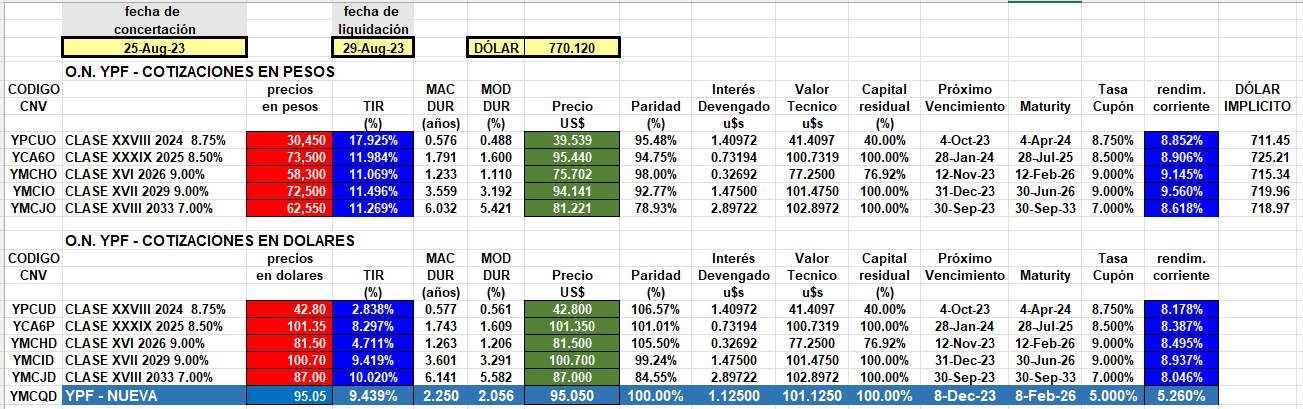 fecha de fecha de
concertación liquidación
25-Aug-23 29-Aug-23 DÓLAR 770.120
O.N. YPF - COTIZACIONES EN PESOS
CODIGO precios MAC MOD Interés Valor Capital Próximo Tasa rendim. DÓLAR
CNV en pesos TIR DUR DUR Precio Paridad Devengado Tecnico residual Vencimiento Maturity Cupón corriente IMPLICITO
(%) (años) (%) US$ (%) u$s u$s (%)
YPCUO CLASE XXVIII 2024 8.75% 30,450 17.925% 0.576 0.488 39.539 95.48% 1.40972 41.4097 40.00% 4-Oct-23 4-Apr-24 8.750% 8.852% 711.45
YCA6O CLASE XXXIX 2025 8.50% 73,500 11.984% 1.791 1.600 95.440 94.75% 0.73194 100.7319 100.00% 28-Jan-24 28-Jul-25 8.500% 8.906% 725.21
YMCHO CLASE XVI 2026 9.00% 58,300 11.069% 1.233 1.110 75.702 98.00% 0.32692 77.2500 76.92% 12-Nov-23 12-Feb-26 9.000% 9.145% 715.34
YMCIO CLASE XVII 2029 9.00% 72,500 11.496% 3.559 3.192 94.141 92.77% 1.47500 101.4750 100.00% 31-Dec-23 30-Jun-26 9.000% 9.560% 719.96
YMCJO CLASE XVIII 2033 7.00% 62,550 11.269% 6.032 5.421 81.221 78.93% 2.89722 102.8972 100.00% 30-Sep-23 30-Sep-33 7.000% 8.618% 718.97
O.N. YPF - COTIZACIONES EN DOLARES
CODIGO precios MAC MOD Interés Valor Capital Próximo Tasa rendim.
CNV en dolares TIR DUR DUR Precio Paridad Devengado Tecnico residual Vencimiento Maturity Cupón corriente
(%) (años) (%) US$ (%) u$s u$s (%)
YPCUD CLASE XXVIII 2024 8.75% 42.80 2.838% 0.577 0.561 42.800 106.57% 1.40972 41.4097 40.00% 4-Oct-23 4-Apr-24 8.750% 8.178%
YCA6P CLASE XXXIX 2025 8.50% 101.35 8.297% 1.743 1.609 101.350 101.01% 0.73194 100.7319 100.00% 28-Jan-24 28-Jul-25 8.500% 8.387%
YMCHD CLASE XVI 2026 9.00% 81.50 4.711% 1.263 1.206 81.500 105.50% 0.32692 77.2500 76.92% 12-Nov-23 12-Feb-26 9.000% 8.495%
YMCID CLASE XVII 2029 9.00% 100.70 9.419% 3.601 3.291 100.700 99.24% 1.47500 101.4750 100.00% 31-Dec-23 30-Jun-26 9.000% 8.937%
YMCJD CLASE XVIII 2033 7.00% 87.00 10.020% 6.141 5.582 87.000 84.55% 2.89722 102.8972 100.00% 30-Sep-23 30-Sep-33 7.000% 8.046%
YMCQD YPF - NUEVA 95.05 9.439% 2.250 2.056 95.050 100.00% 1.12500 101.1250 100.00% 8-Dec-23 8-Feb-26 5.000% 5.260%